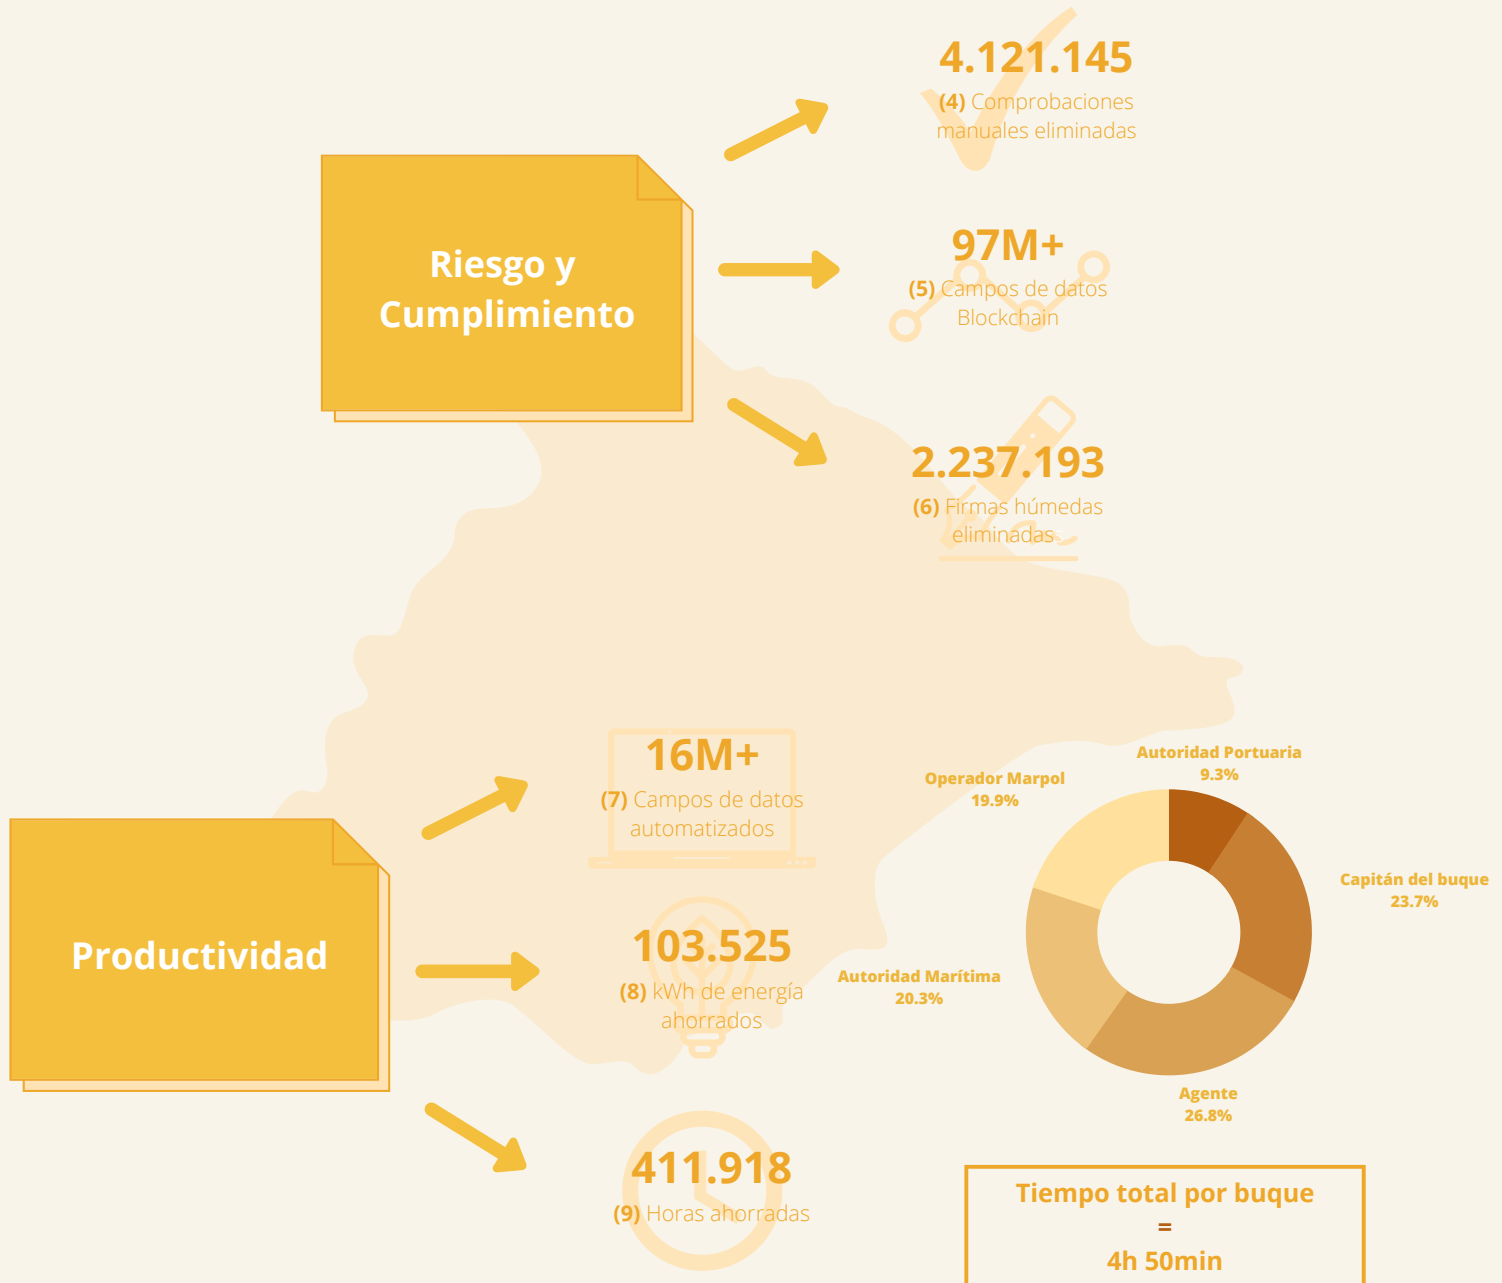 4.121.145
(4) Comprobaciones
manuales eliminadas
Riesgo y
Cumplimiento
97M+
(5) Campos de datos
Blockchain
2.237.193
(6) Firmas húmedas
eliminadas
Productividad
16M+
(7) Campos de datos
automatizados
103.525
(8) kWh de energía
ahorrados
411.918
(9) Horas ahorradas
Autoridad Portuaria
9.3%
Operador Marpol
19.9%
Capitán del buque
23.7%
Autoridad Marítima
20.3%
Agente
26.8%
Tiempo total por buque
=
4h 50min